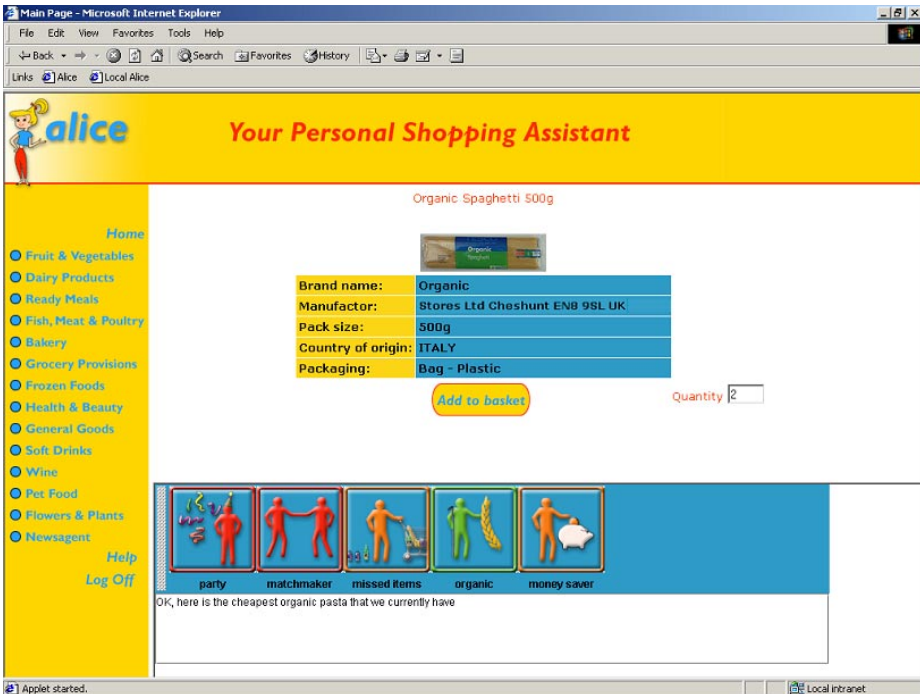 Main Page - Microsoft Internet Explorer
File Edit View Favorites Tools Help
Back Search Favorites History
Links Alice Local Alice
alice
Your Personal Shopping Assistant
Organic Spaghetti 500g
Home
Fruit & Vegetables
Dairy Products
Ready Meals
Fish, Meat & Poultry
Bakery
Grocery Provisions
Frozen Foods
Health & Beauty
General Goods
Soft Drinks
Wine
Pet Food
Flowers & Plants
Newsagent
Help
Log Off
Organic
Spaghetti
Brand name: Organic
Manufactor: Stores Ltd Cheshunt EN8 9SL UK
Pack size: 500g
Country of origin: ITALY
Packaging: Bag - Plastic
Add to basket
Quantity 2
party matchmaker missed items organic money saver
OK, here is the cheapest organic pasta that we currently have
Applet started. Local intranet